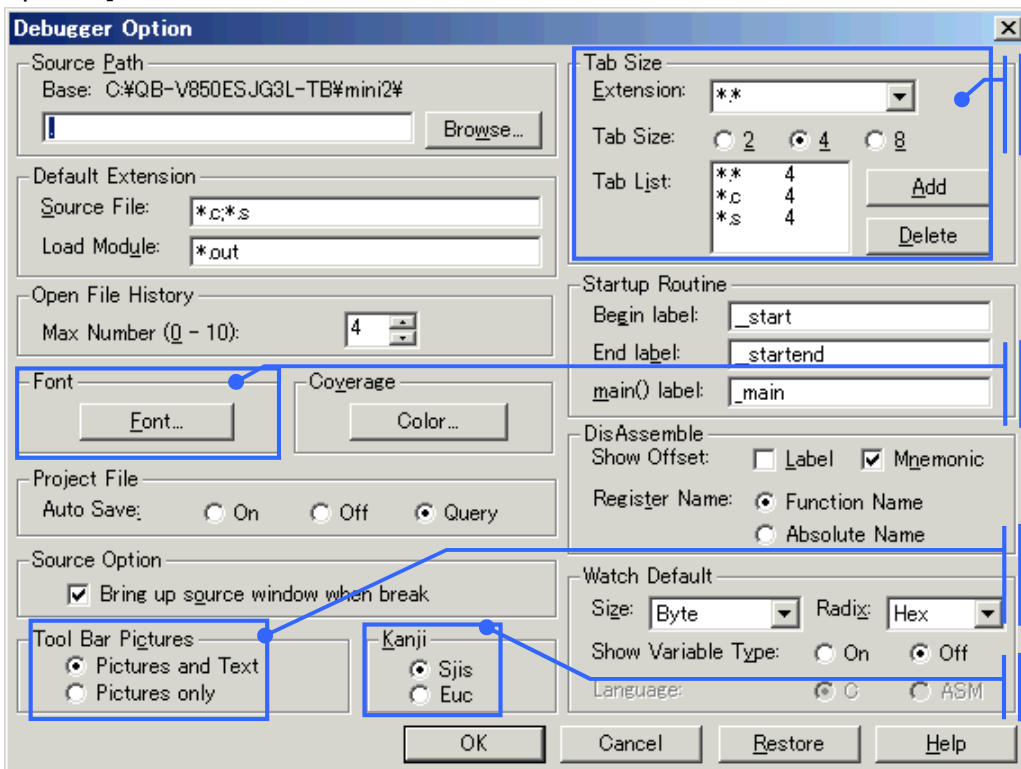 Debugger Option
Source Path
Base: C:¥QB-V850ESJG3L-TB¥mini2¥
.
Browse...
Default Extension
Source File: *.c;*.s
Load Module: *.out
Open File History
Max Number (0 - 10): 4
Font
Font...
Coverage
Color...
Project File
Auto Save: On Off Query
Source Option
Bring up source window when break
Tool Bar Pictures
Pictures and Text
Pictures only
Kanji
Sjis
Euc
Tab Size
Extension: *.*
Tab Size: 2 4 8
Tab List:
*.* 4
*.c 4
*.s 4
Add
Delete
Startup Routine
Begin label: __start
End label: __startend
main() label: _main
DisAssemble
Show Offset: Label Mnemonic
Register Name: Function Name
Absolute Name
Watch Default
Size: Byte Radix: Hex
Show Variable Type: On Off
Language: C ASM
OK Cancel Restore Help